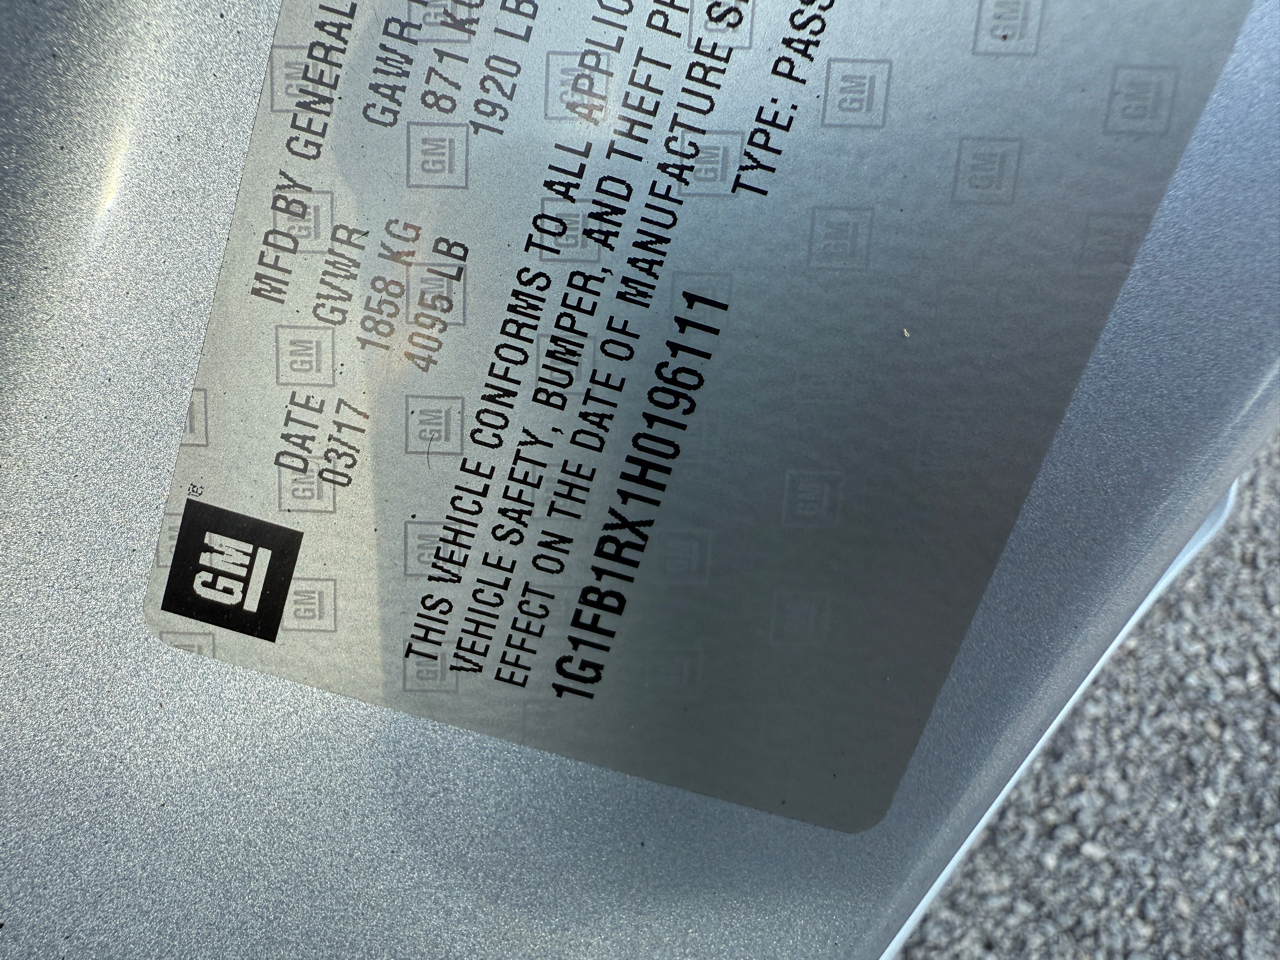 GM
MFD BY GENERAL
DATE GVWR GAWR
03/17 1858 KG 871 KG
4095 LB 1920 LB
THIS VEHICLE CONFORMS TO ALL APPLIC
VEHICLE SAFETY, BUMPER, AND THEFT PR
EFFECT ON THE DATE OF MANUFACTURE S
1G1FB1RX1H0196111 TYPE: PASS